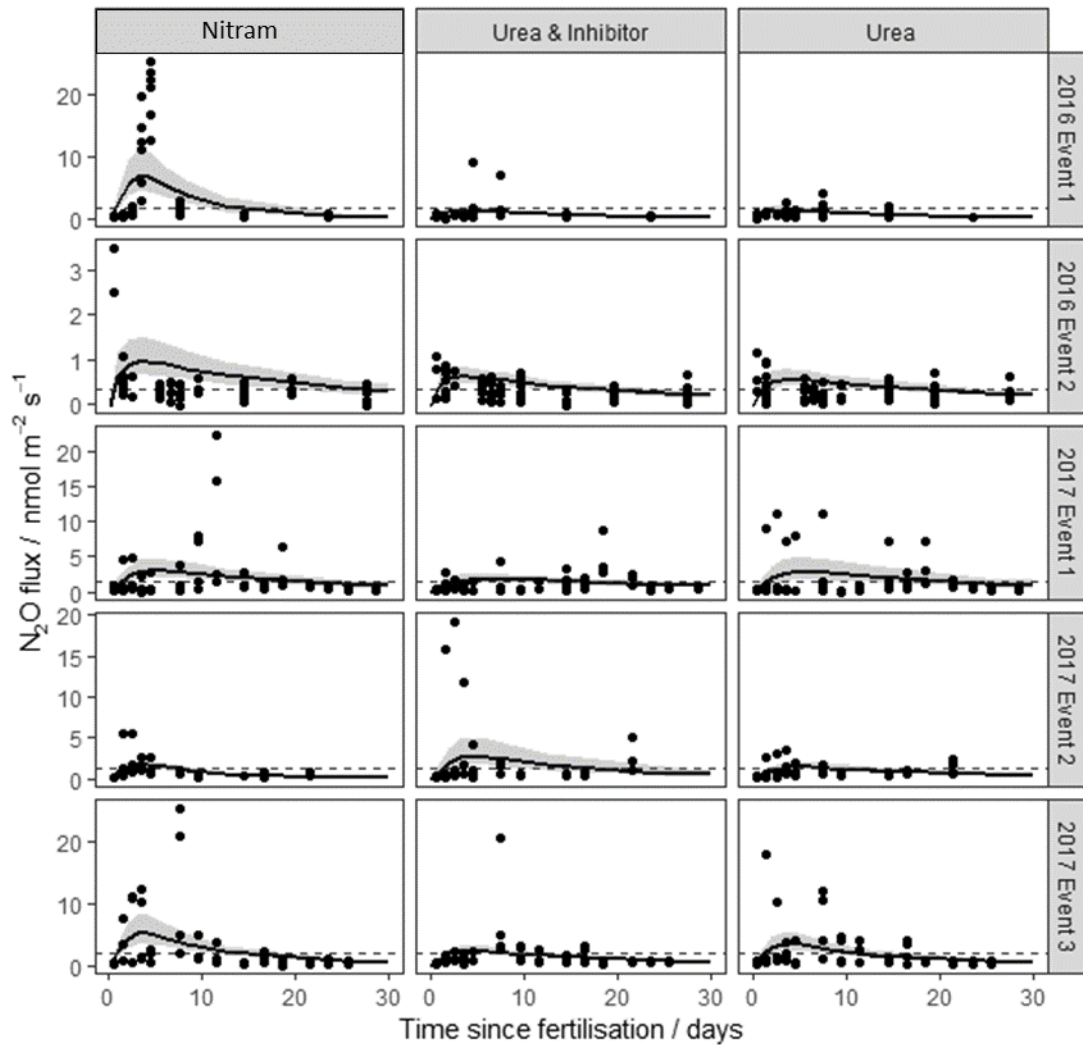 Nitram
Urea & Inhibitor
Urea
20
10
0
2016 Event 1
3
2
1
0
2016 Event 2
20
15
10
5
0
2017 Event 1
20
15
10
5
0
2017 Event 2
20
10
0
2017 Event 3
N₂O flux / nmol m⁻² s⁻¹
0 10 20 30 0 10 20 30 0 10 20 30
Time since fertilisation / days